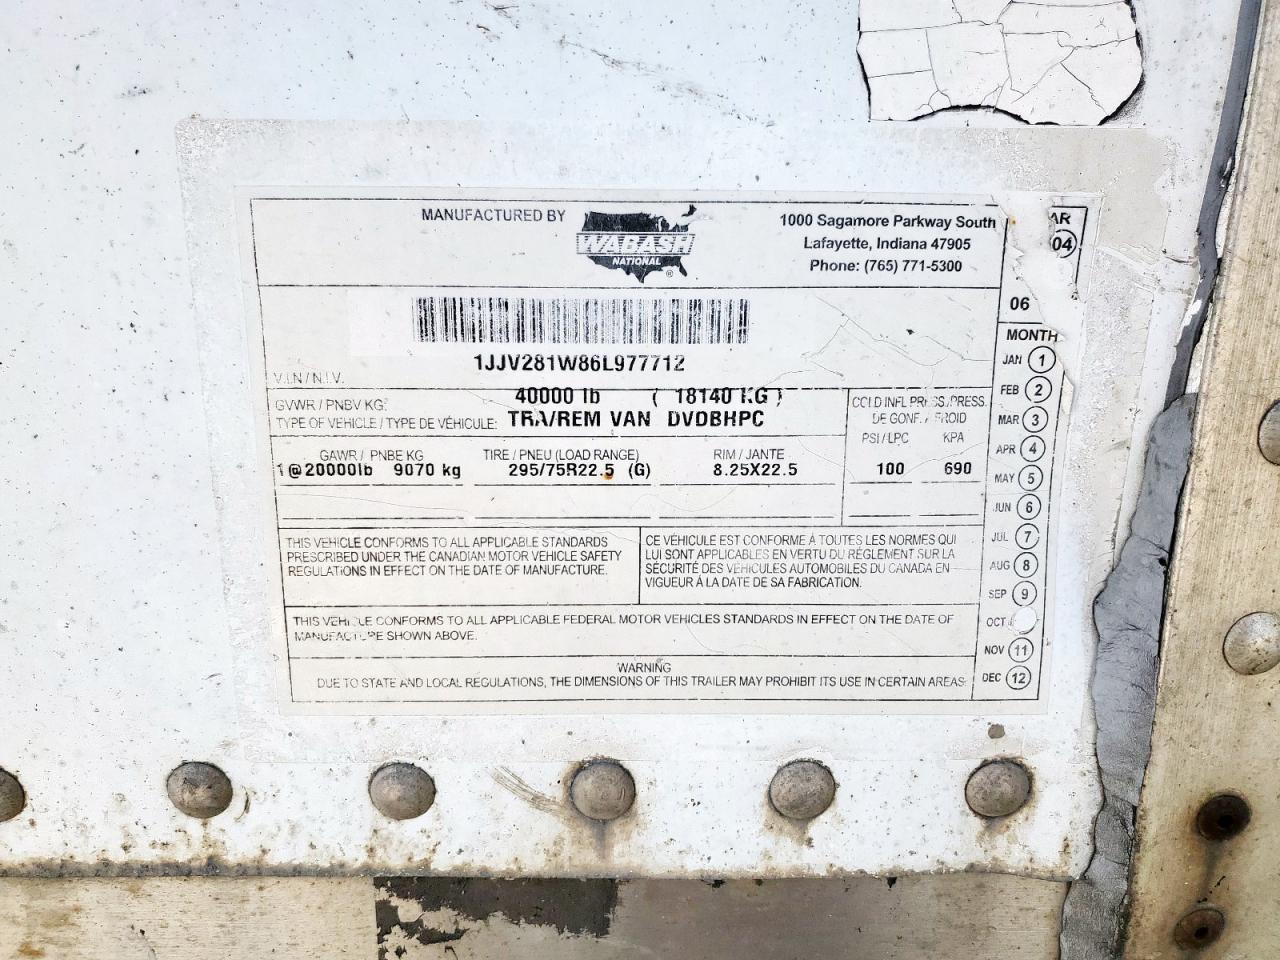 MANUFACTURED BY
WABASH
NATIONAL
®
1000 Sagamore Parkway South
Lafayette, Indiana 47905
Phone: (765) 771-5300
AR
04
06
1JJV281W86L977712
V.I.N / N.I.V.
GVWR / PNBV KG: 40000 lb ( 18140 KG )
TYPE OF VEHICLE / TYPE DE VÉHICULE: TRA/REM VAN DVDBHPC
COLD INFL PRESS./PRESS.
DE GONFL. FROID
PSI / LPC KPA
GAWR / PNBE KG TIRE / PNEU (LOAD RANGE) RIM / JANTE
1@20000lb 9070 kg 295/75R22.5 (G) 8.25X22.5 100 690
THIS VEHICLE CONFORMS TO ALL APPLICABLE STANDARDS
PRESCRIBED UNDER THE CANADIAN MOTOR VEHICLE SAFETY
REGULATIONS IN EFFECT ON THE DATE OF MANUFACTURE.
CE VÉHICULE EST CONFORME À TOUTES LES NORMES QUI
LUI SONT APPLICABLES EN VERTU DU RÉGLEMENT SUR LA
SÉCURITÉ DES VÉHICULES AUTOMOBILES DU CANADA EN
VIGUEUR À LA DATE DE SA FABRICATION.
THIS VEHICLE CONFORMS TO ALL APPLICABLE FEDERAL MOTOR VEHICLES STANDARDS IN EFFECT ON THE DATE OF
MANUFACTURE SHOWN ABOVE.
WARNING
DUE TO STATE AND LOCAL REGULATIONS, THE DIMENSIONS OF THIS TRAILER MAY PROHIBIT ITS USE IN CERTAIN AREAS.
MONTH
JAN 1
FEB 2
MAR 3
APR 4
MAY 5
JUN 6
JUL 7
AUG 8
SEP 9
OCT
NOV 11
DEC 12